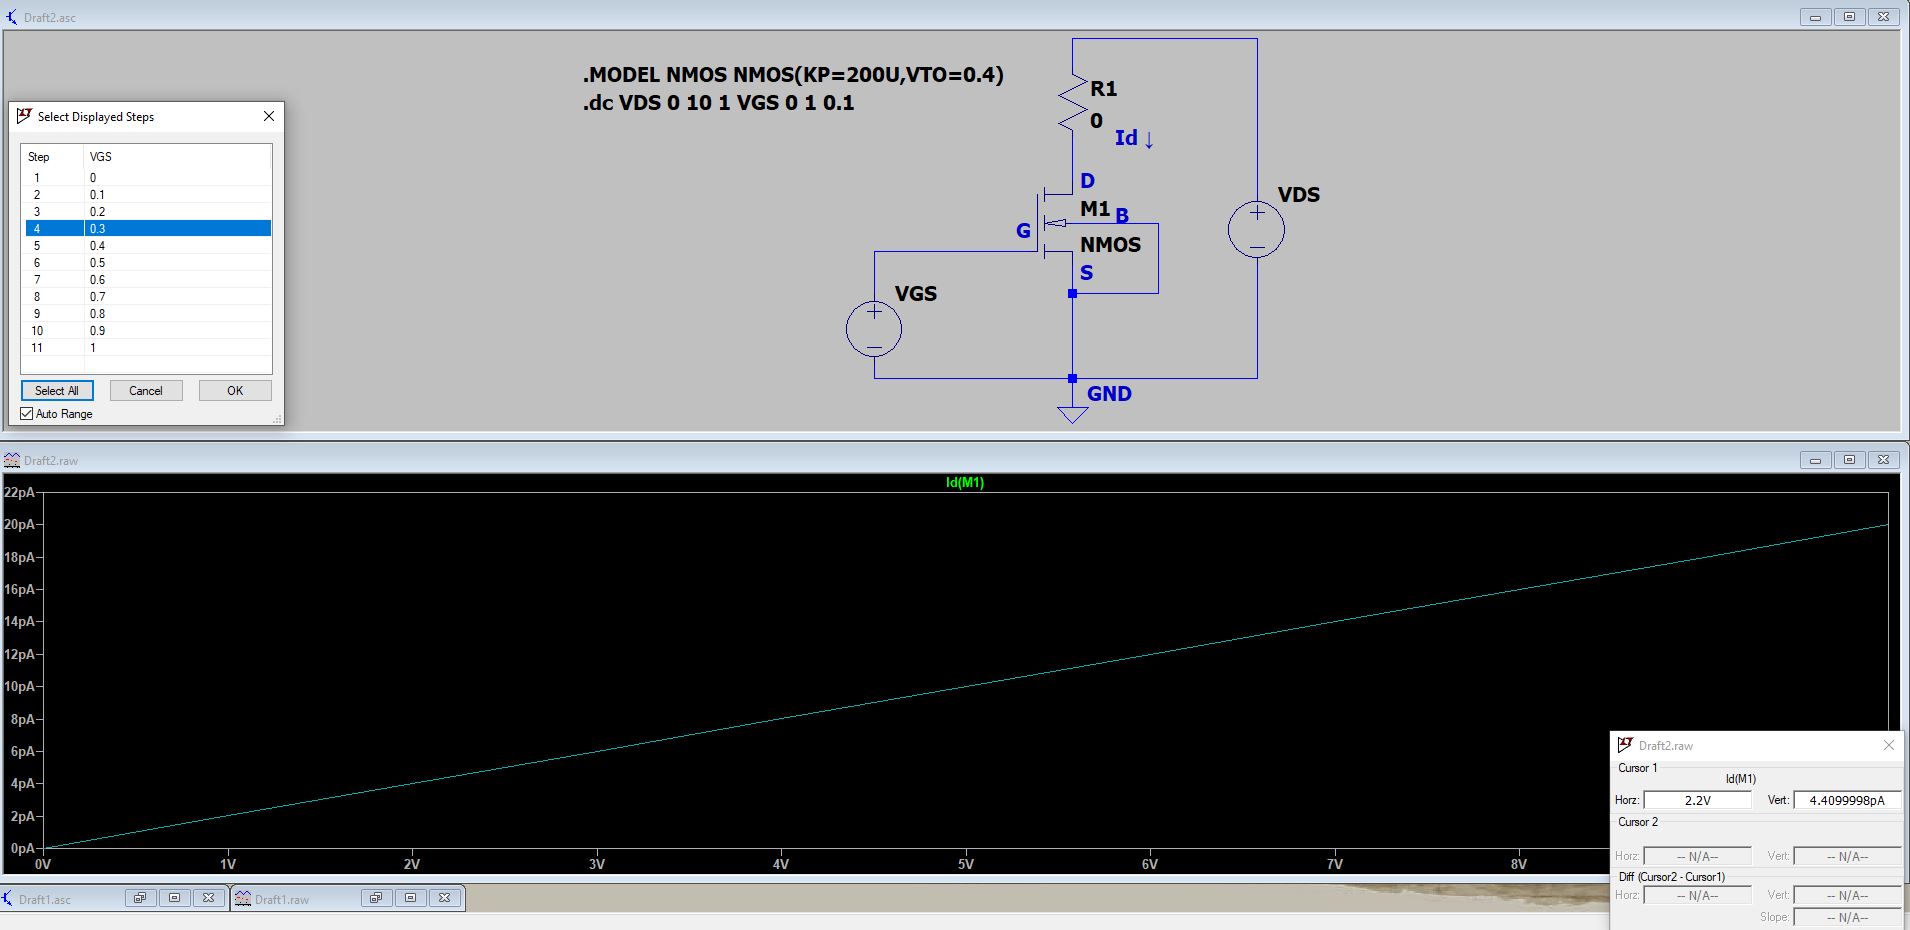 Draft2.asc
.MODEL NMOS NMOS(KP=200U,VTO=0.4)
.dc VDS 0 10 1 VGS 0 1 0.1
Select Displayed Steps
Step VGS
1 0
2 0.1
3 0.2
4 0.3
5 0.4
6 0.5
7 0.6
8 0.7
9 0.8
10 0.9
11 1
Select All Cancel OK
Auto Range
R1
0
Id ↓
D
M1 B
G
NMOS
S
VDS
VGS
GND
Draft2.raw
Id(M1)
22pA
20pA
18pA
16pA
14pA
12pA
10pA
8pA
6pA
4pA
2pA
0pA
0V 1V 2V 3V 4V 5V 6V 7V 8V
Draft2.raw
Cursor 1
Id(M1)
Horz: 2.2V Vert: 4.4099998pA
Cursor 2
Horz: -- N/A-- Vert: -- N/A--
Diff (Cursor2 - Cursor1)
Horz: -- N/A-- Vert: -- N/A--
Slope: -- N/A--
Draft1.asc
Draft1.raw